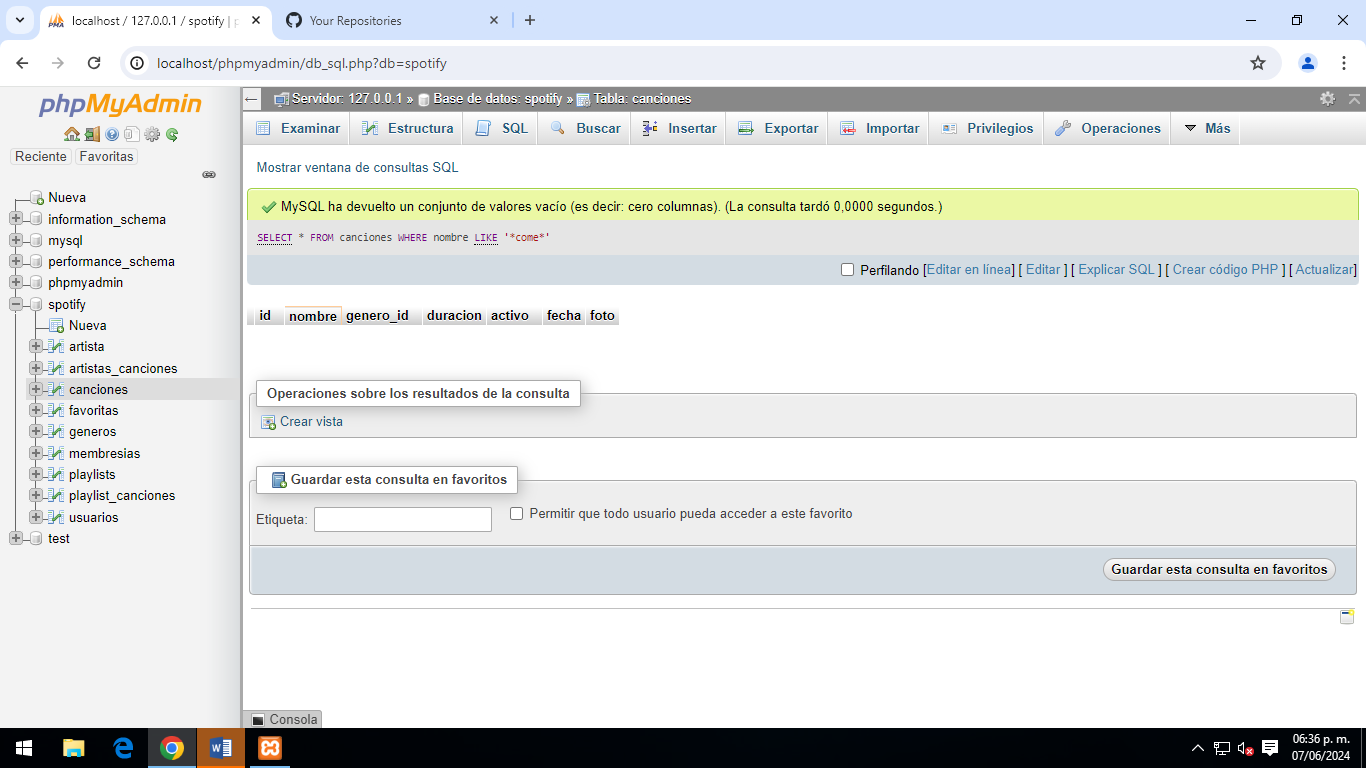 localhost / 127.0.0.1 / spotify | p
Your Repositories
localhost/phpmyadmin/db_sql.php?db=spotify
phpMyAdmin
Reciente Favoritas
Nueva
information_schema
mysql
performance_schema
phpmyadmin
spotify
Nueva
artista
artistas_canciones
canciones
favoritas
generos
membresias
playlists
playlist_canciones
usuarios
test
Servidor: 127.0.0.1 » Base de datos: spotify » Tabla: canciones
Examinar Estructura SQL Buscar Insertar Exportar Importar Privilegios Operaciones Más
Mostrar ventana de consultas SQL
MySQL ha devuelto un conjunto de valores vacío (es decir: cero columnas). (La consulta tardó 0,0000 segundos.)
SELECT * FROM canciones WHERE nombre LIKE '*come*'
Perfilando [Editar en línea] [ Editar ] [ Explicar SQL ] [ Crear código PHP ] [ Actualizar]
id nombre genero_id duracion activo fecha foto
Operaciones sobre los resultados de la consulta
Crear vista
Guardar esta consulta en favoritos
Etiqueta: Permitir que todo usuario pueda acceder a este favorito
Guardar esta consulta en favoritos
Consola
06:36 p. m.
07/06/2024